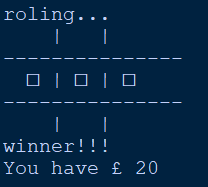 roling...
    |   |
---------------
  □ | □ | □
---------------
    |   |
winner!!!
You have £ 20